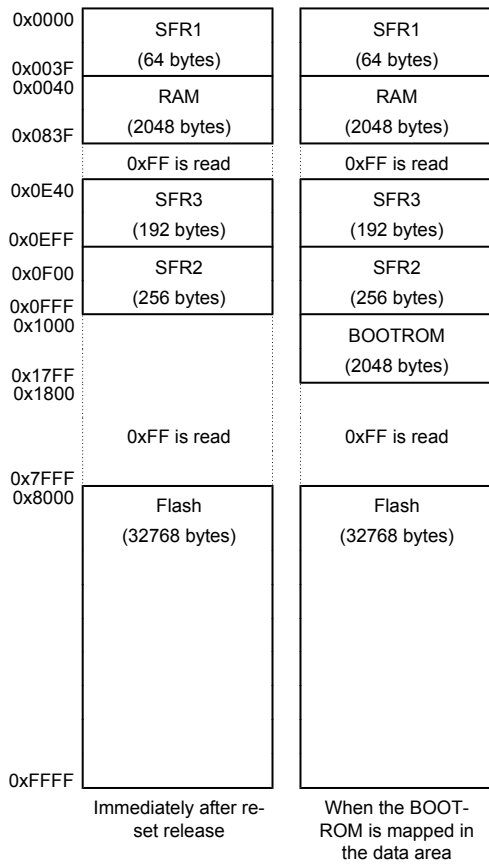 0x0000
SFR1
(64 bytes)
SFR1
(64 bytes)
0x003F
0x0040
RAM
(2048 bytes)
RAM
(2048 bytes)
0x083F
0xFF is read
0xFF is read
0x0E40
SFR3
(192 bytes)
SFR3
(192 bytes)
0x0EFF
0x0F00
SFR2
(256 bytes)
SFR2
(256 bytes)
0x0FFF
0x1000
BOOTROM
(2048 bytes)
0x17FF
0x1800
0xFF is read
0xFF is read
0x7FFF
0x8000
Flash
(32768 bytes)
Flash
(32768 bytes)
0xFFFF
Immediately after re-
set release
When the BOOT-
ROM is mapped in
the data area